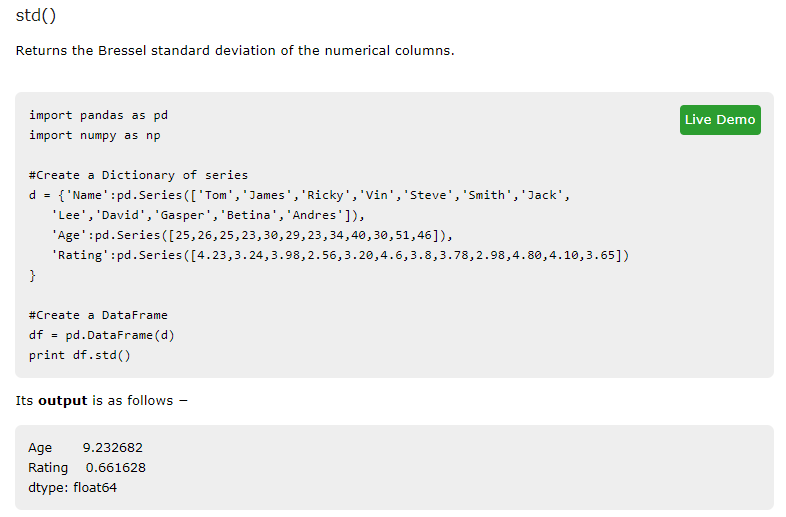 std()
Returns the Bressel standard deviation of the numerical columns.
Live Demo
import pandas as pd
import numpy as np
#Create a Dictionary of series
d = {'Name':pd.Series(['Tom','James','Ricky','Vin','Steve','Smith','Jack',
'Lee','David','Gasper','Betina','Andres']),
'Age':pd.Series([25,26,25,23,30,29,23,34,40,30,51,46]),
'Rating':pd.Series([4.23,3.24,3.98,2.56,3.20,4.6,3.8,3.78,2.98,4.80,4.10,3.65])
}
#Create a DataFrame
df = pd.DataFrame(d)
print df.std()
Its output is as follows −
Age 9.232682
Rating 0.661628
dtype: float64